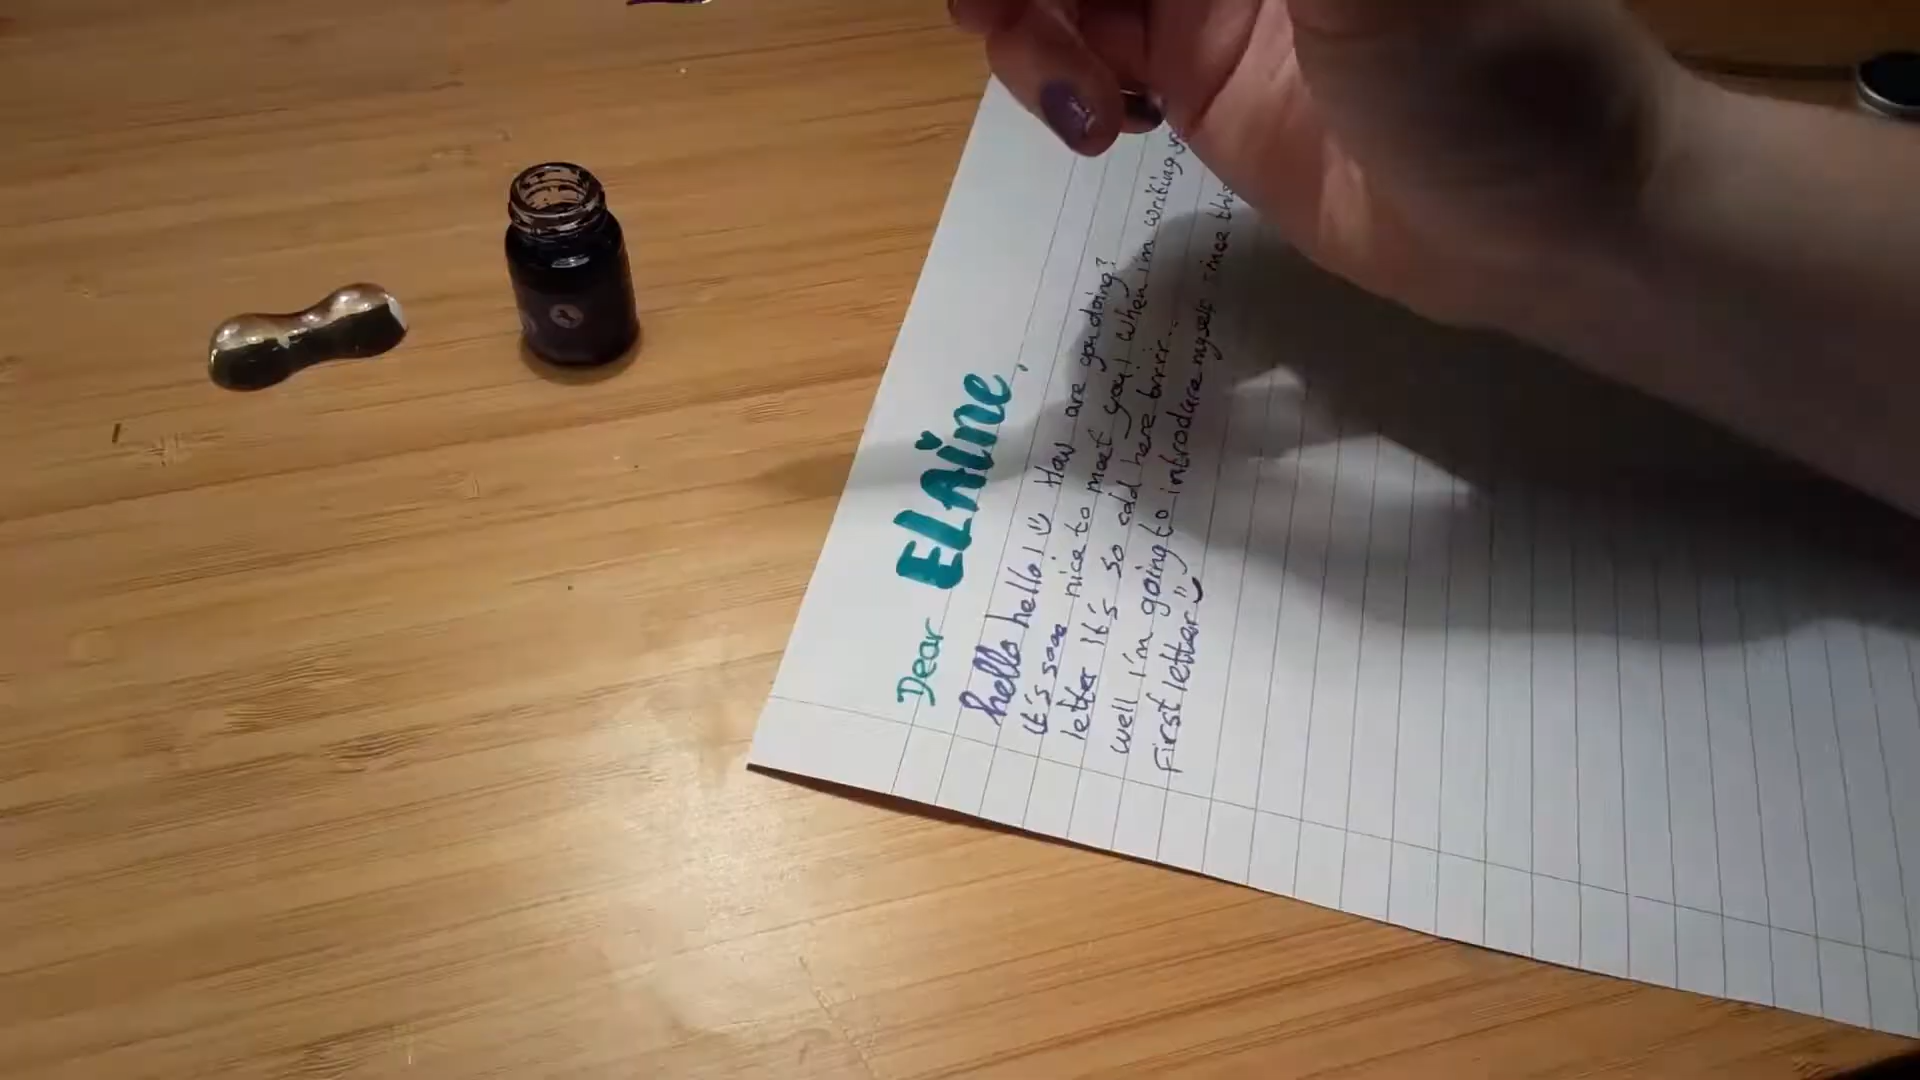 Dear ELAine,
hello hello! How are you doing?
it's sooo nice to meet you! When i'm writing
letter it's so cold here brrirr...
well i'm going to introduce myself since this
First letter